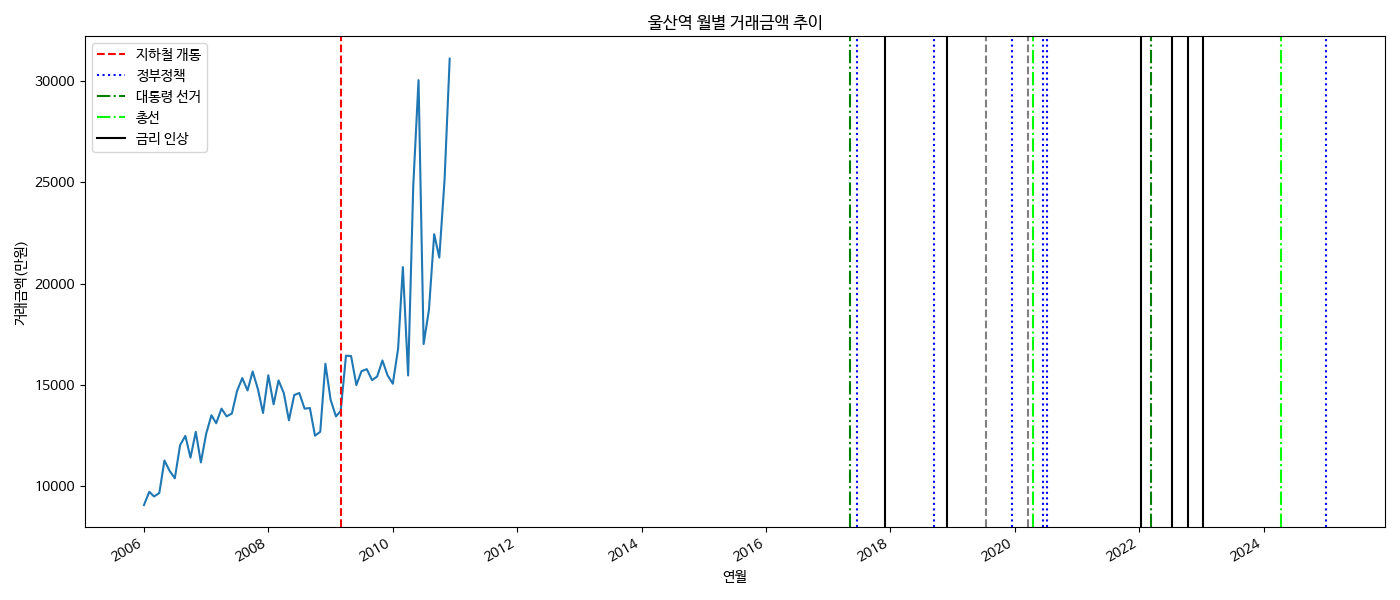 울산역 월별 거래금액 추이
지하철 개통
정부정책
대통령 선거
총선
금리 인상
거래금액(만원)
30000
25000
20000
15000
10000
2006
2008
2010
2012
2014
2016
2018
2020
2022
2024
연월